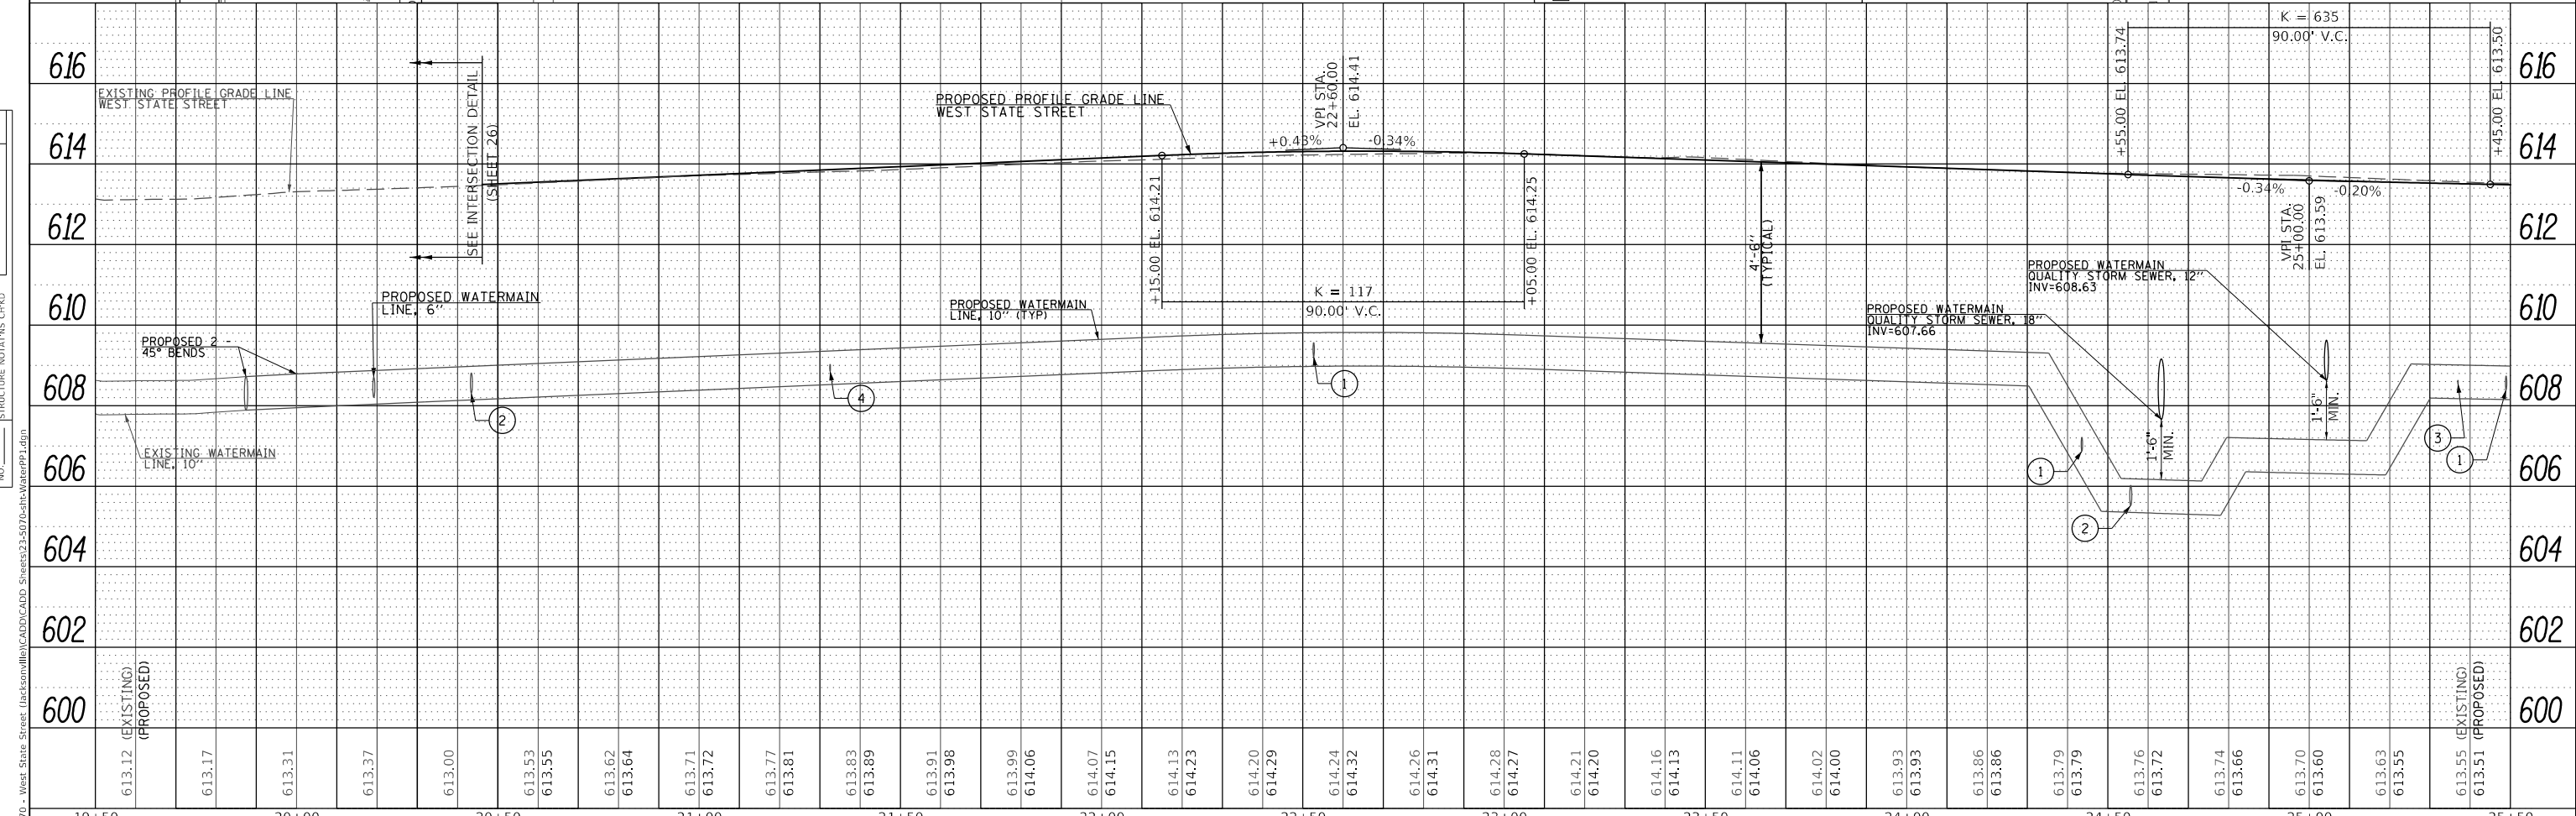 K = 635
90.00' V.C.
+55.00 EL. 613.74
+45.00 EL. 613.50
616
616
614
614
612
612
610
610
608
608
606
606
604
604
602
602
600
600
EXISTING PROFILE GRADE LINE
WEST STATE STREET
SEE INTERSECTION DETAIL
(SHEET 26)
PROPOSED PROFILE GRADE LINE
WEST STATE STREET
VPI STA.
22+60.00
EL. 614.41
+0.43%
-0.34%
+15.00 EL. 614.21
+05.00 EL. 614.25
K = 117
90.00' V.C.
4'-6"
(TYPICAL)
-0.34%
-0.20%
VPI STA.
25+00.00
EL. 613.59
PROPOSED WATERMAIN
QUALITY STORM SEWER, 12"
INV=608.63
PROPOSED WATERMAIN
QUALITY STORM SEWER, 18"
INV=607.66
PROPOSED WATERMAIN
LINE, 6"
PROPOSED WATERMAIN
LINE, 10" (TYP)
PROPOSED 2 -
45° BENDS
EXISTING WATERMAIN
LINE, 10"
2
4
1
1
2
1'-6"
MIN.
1'-6"
MIN.
3
1
(EXISTING)
(PROPOSED)
(EXISTING)
(PROPOSED)
613.12
613.17
613.31
613.37
613.00
613.53
613.55
613.62
613.64
613.71
613.72
613.77
613.81
613.83
613.89
613.91
613.98
613.99
614.06
614.07
614.15
614.13
614.23
614.20
614.29
614.24
614.32
614.26
614.31
614.28
614.27
614.21
614.20
614.16
614.13
614.11
614.06
614.02
614.00
613.93
613.93
613.86
613.86
613.79
613.79
613.76
613.72
613.74
613.66
613.70
613.60
613.63
613.55
613.55
613.51
70 - West State Street (Jacksonville)\CADD\CADD Sheets\23-5070-sht-WaterPP1.dgn